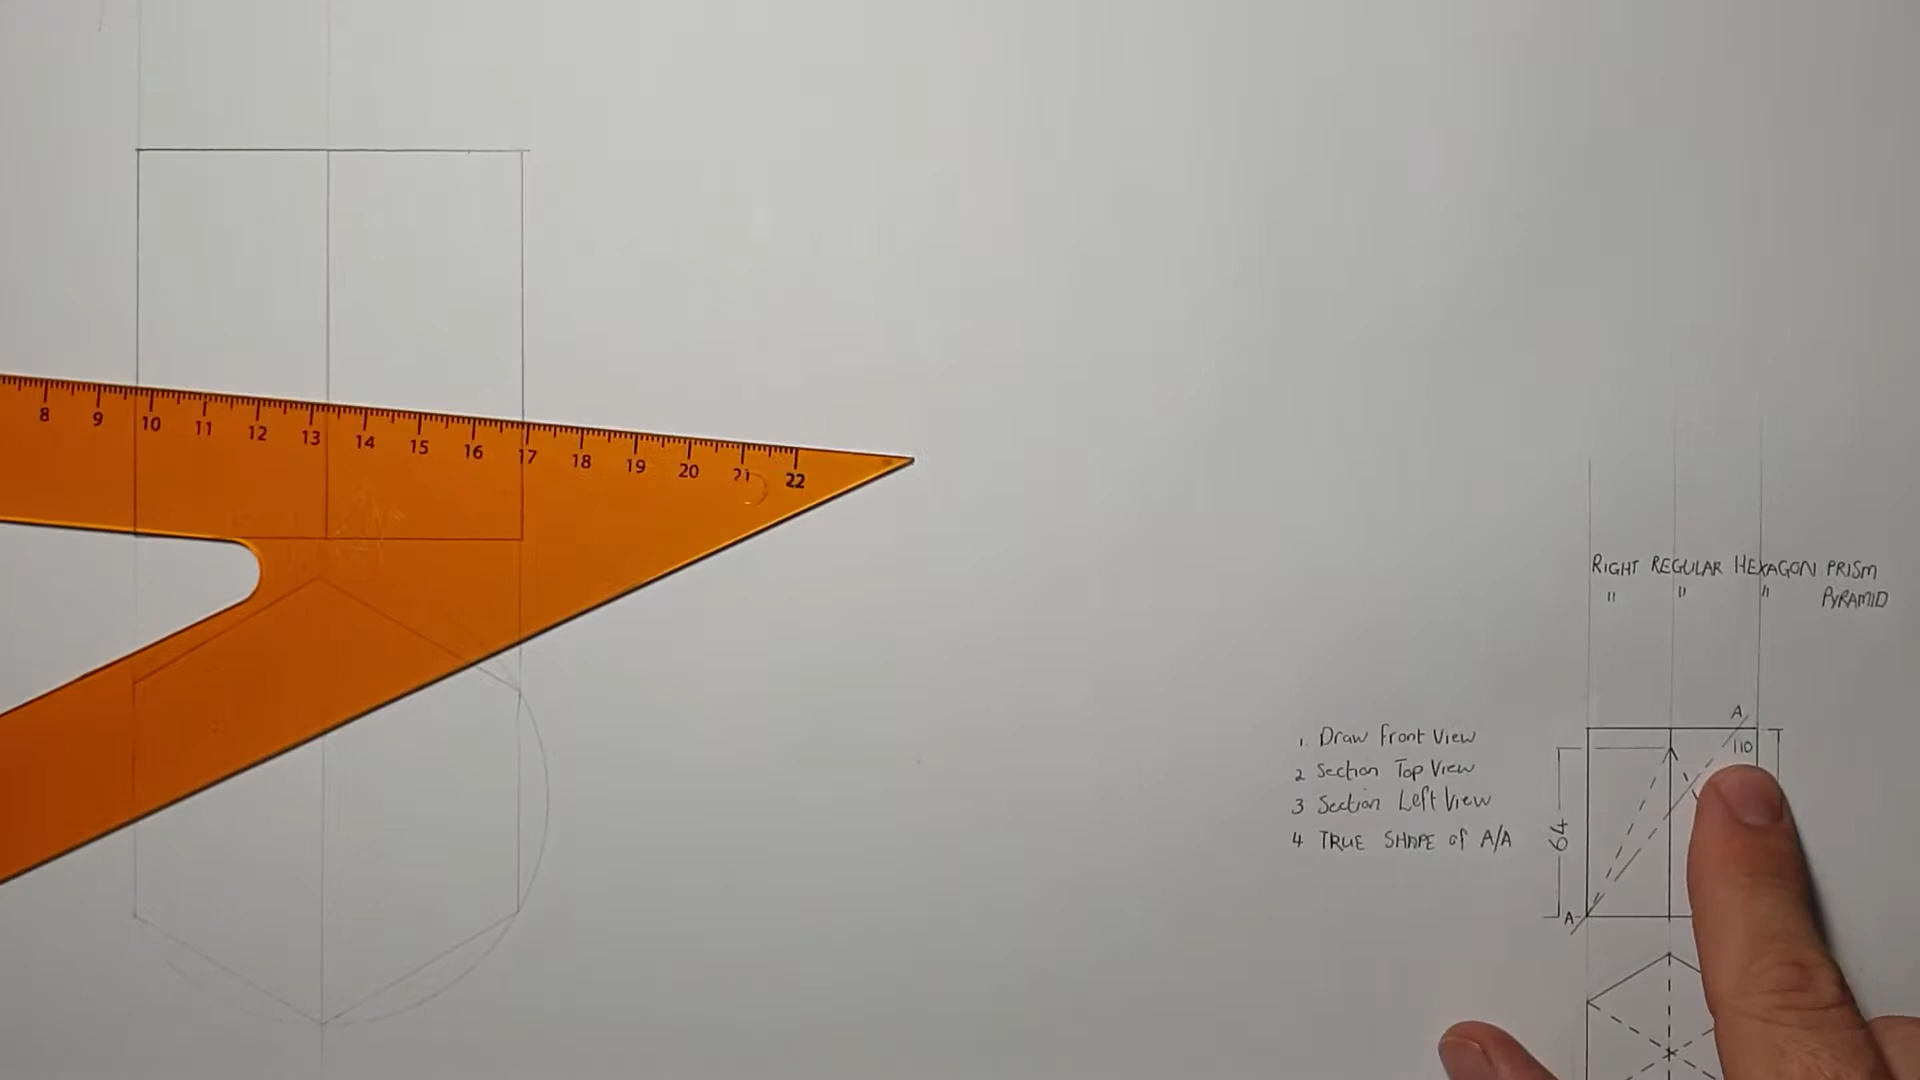 8 9 10 11 12 13 14 15 16 17 18 19 20 21 22
RIGHT REGULAR HEXAGON PRISM
" " " PYRAMID
A
1. Draw Front View
110
2 Section Top View
3 Section Left View
64
4 TRUE SHAPE of A/A
A